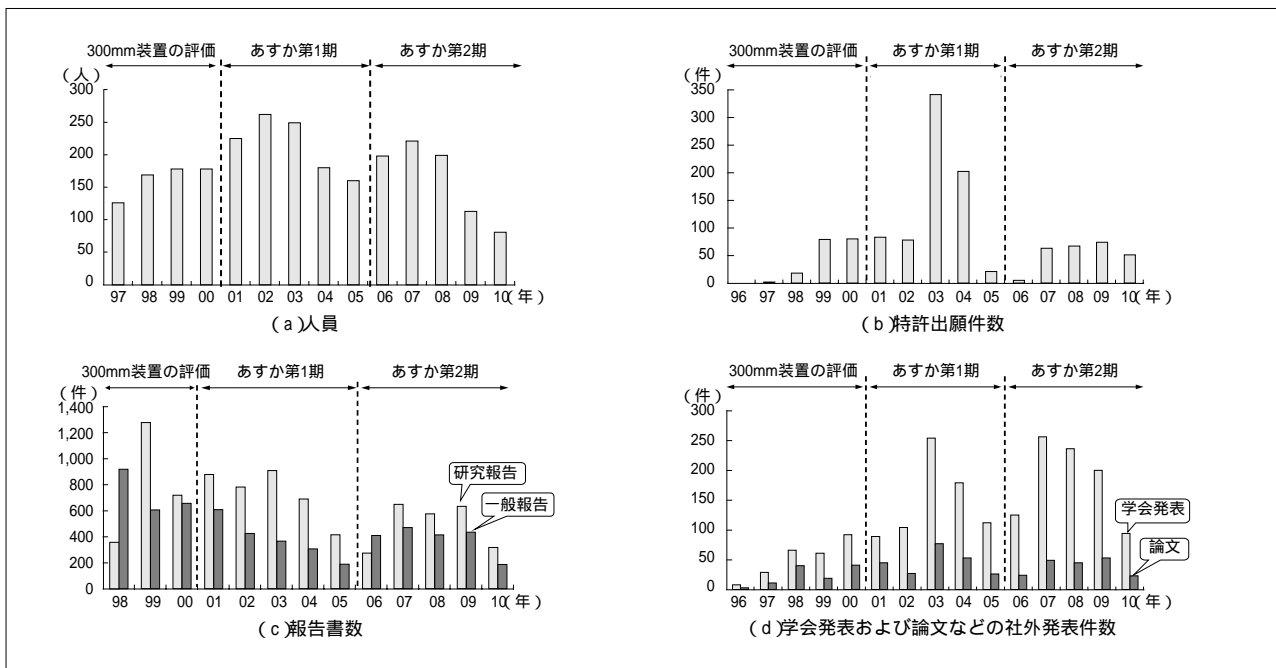 300mm装置の評価 あすか第1期 あすか第2期
(人)
300
250
200
150
100
50
0
97 98 99 00 01 02 03 04 05 06 07 08 09 10(年)
(a)人員
300mm装置の評価 あすか第1期 あすか第2期
(件)
350
300
250
200
150
100
50
0
96 97 98 99 00 01 02 03 04 05 06 07 08 09 10(年)
(b)特許出願件数
300mm装置の評価 あすか第1期 あすか第2期
(件)
1,400
1,200
1,000
800
600
400
200
0
研究報告
一般報告
98 99 00 01 02 03 04 05 06 07 08 09 10(年)
(c)報告書数
300mm装置の評価 あすか第1期 あすか第2期
(件)
300
250
200
150
100
50
0
学会発表
論文
96 97 98 99 00 01 02 03 04 05 06 07 08 09 10(年)
(d)学会発表および論文などの社外発表件数